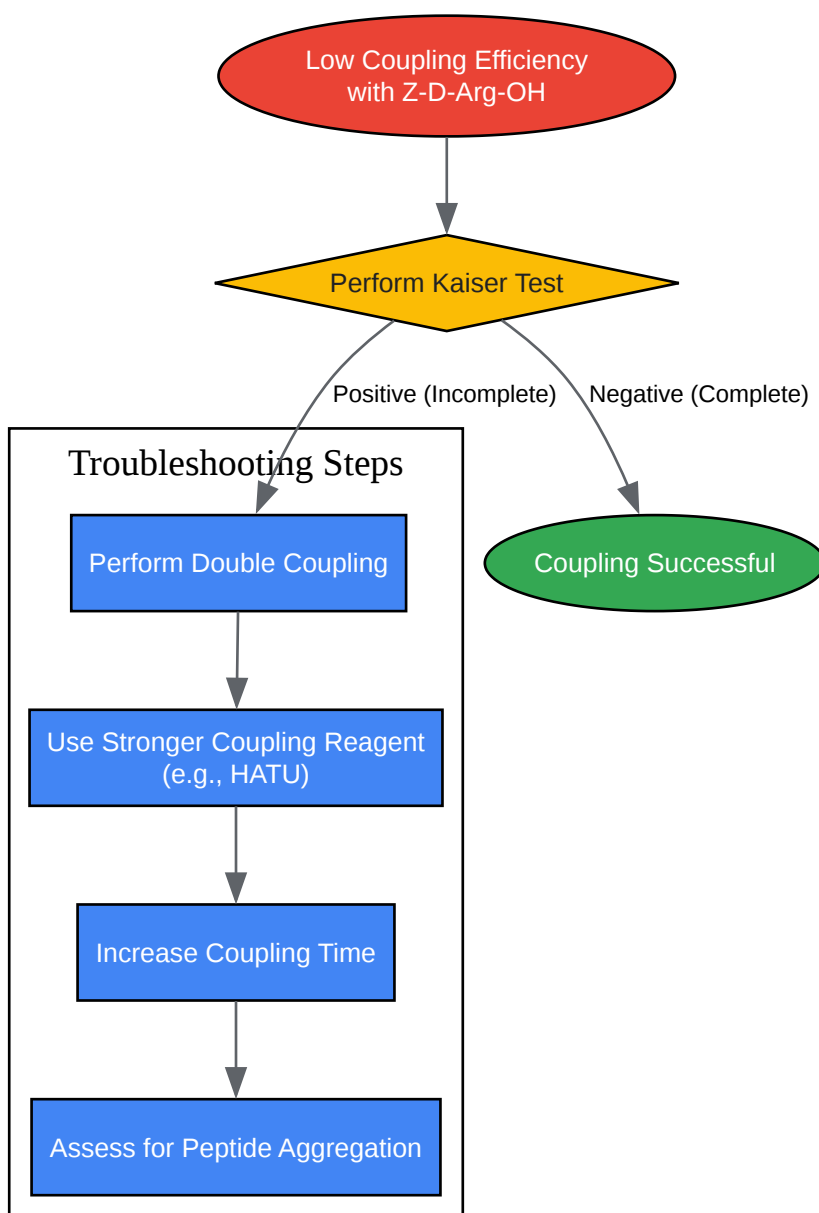 Low Coupling Efficiency
with Z-D-Arg-OH
Perform Kaiser Test
Positive (Incomplete)
Negative (Complete)
Troubleshooting Steps
Perform Double Coupling
Coupling Successful
Use Stronger Coupling Reagent
(e.g., HATU)
Increase Coupling Time
Assess for Peptide Aggregation